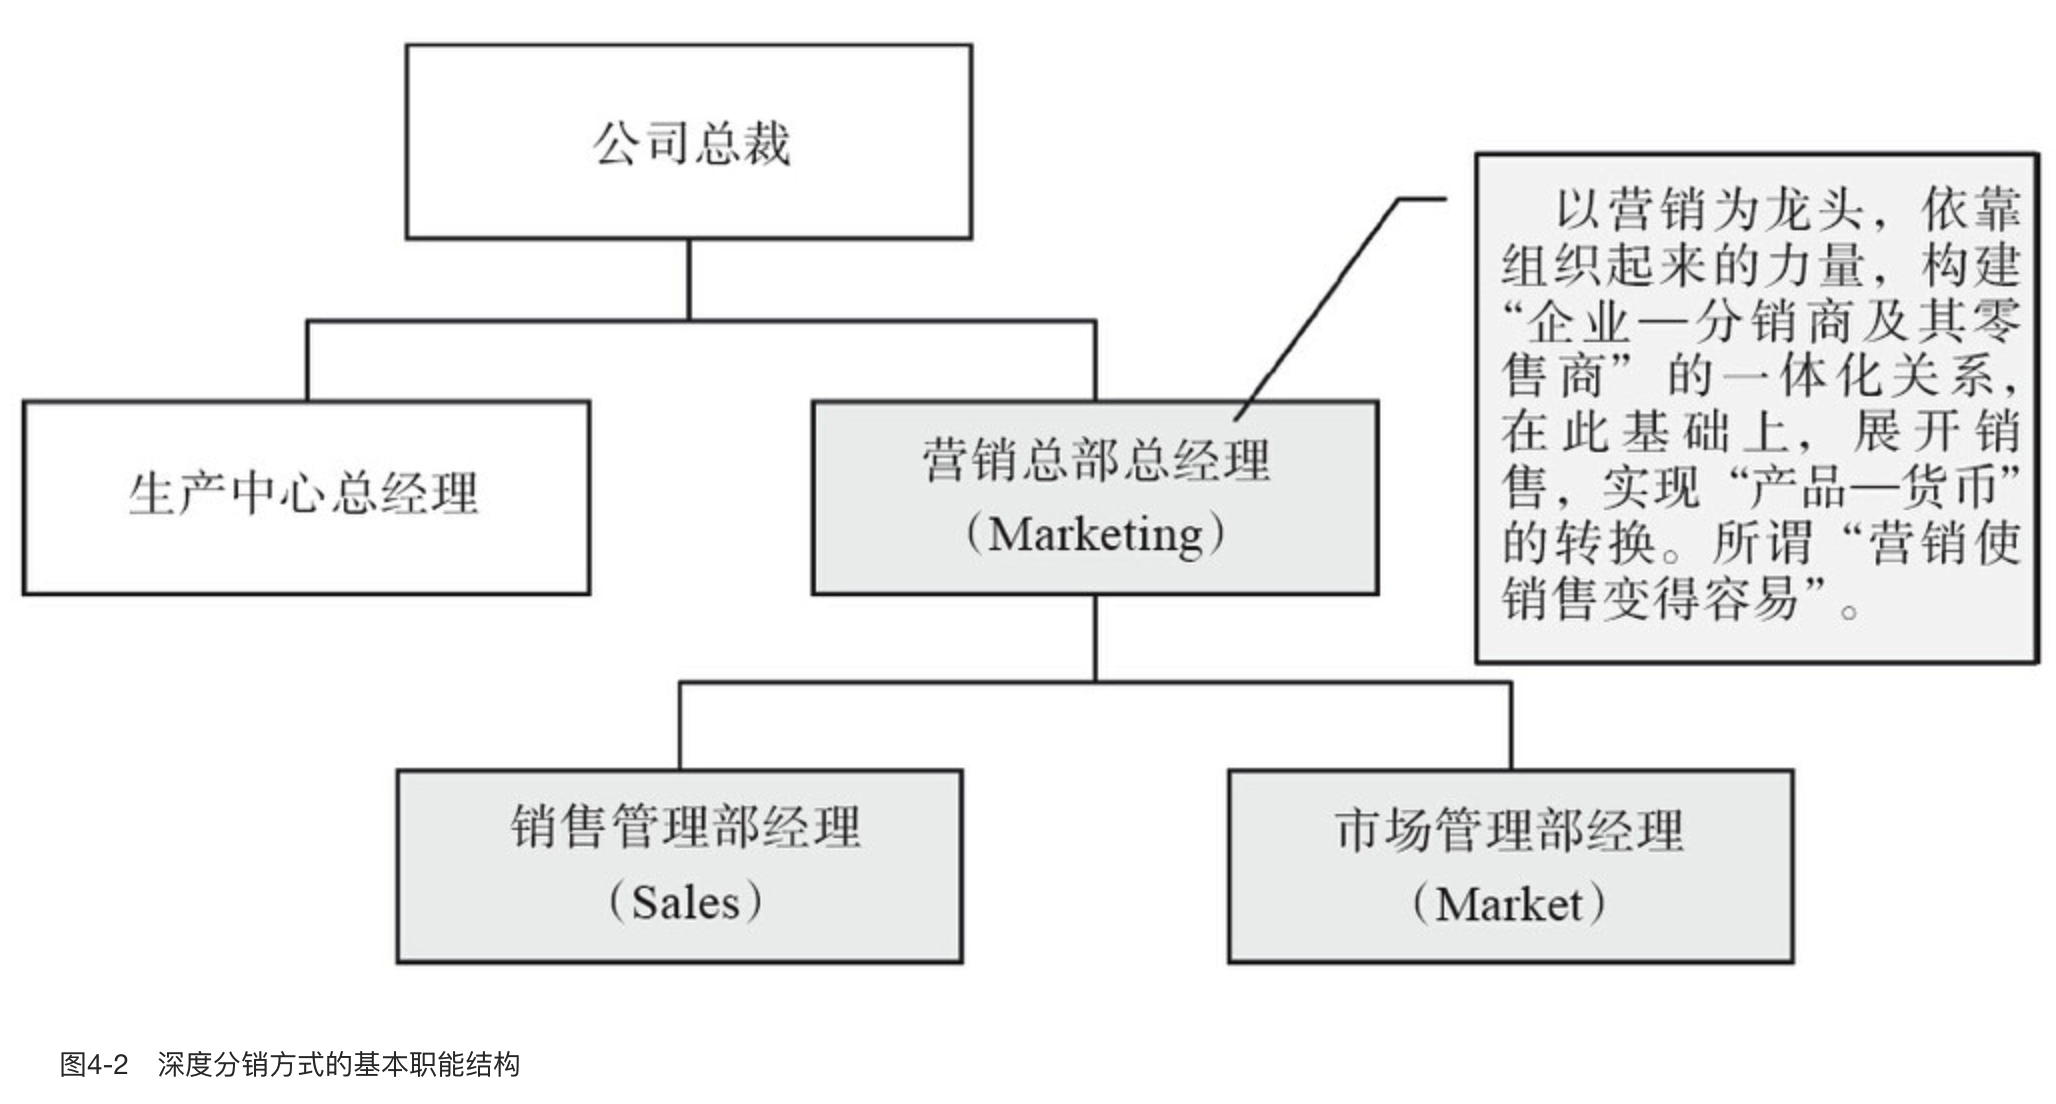 公司总裁
生产中心总经理
营销总部总经理
（Marketing）
以营销为龙头，依靠
组织起来的力量，构建
“企业—分销商及其零
售商”的一体化关系，
在此基础上，展开销
售，实现“产品—货币”
的转换。所谓“营销使
销售变得容易”。
销售管理部经理
（Sales）
市场管理部经理
（Market）
图4-2　深度分销方式的基本职能结构